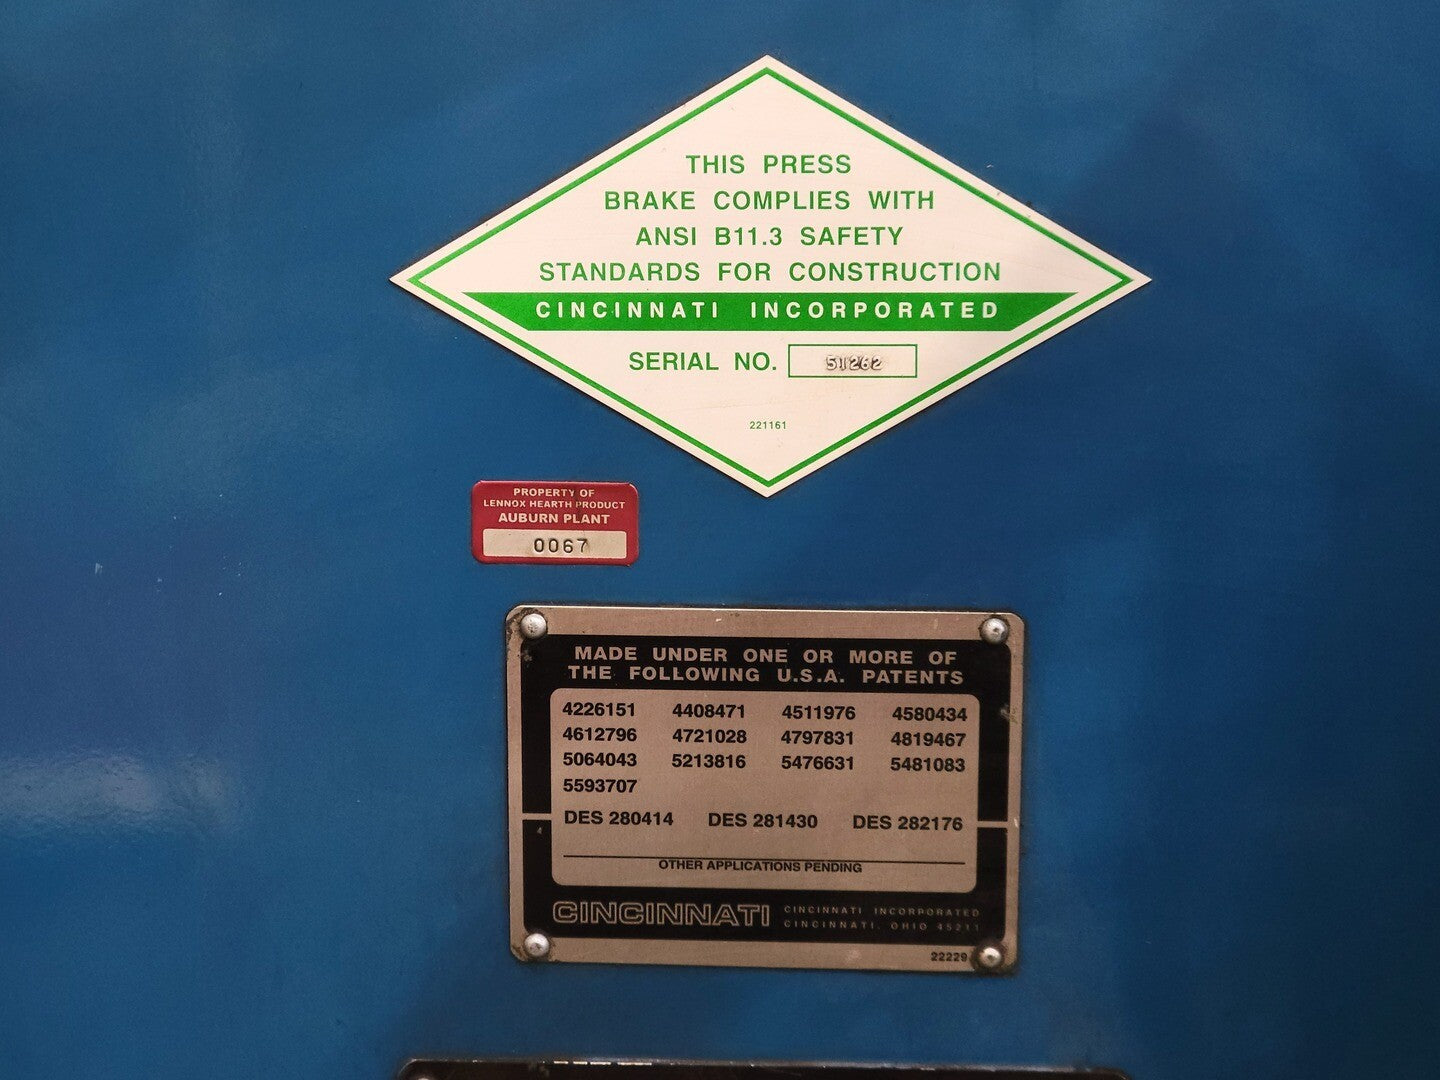 THIS PRESS
BRAKE COMPLIES WITH
ANSI B11.3 SAFETY
STANDARDS FOR CONSTRUCTION
CINCINNATI INCORPORATED
SERIAL NO. 51262
221161
PROPERTY OF
LENNOX HEARTH PRODUCT
AUBURN PLANT
0067
MADE UNDER ONE OR MORE OF
THE FOLLOWING U.S.A. PATENTS
4226151 4408471 4511976 4580434
4612796 4721028 4797831 4819467
5064043 5213816 5476631 5481083
5593707
DES 280414 DES 281430 DES 282176
OTHER APPLICATIONS PENDING
CINCINNATI CINCINNATI INCORPORATED
CINCINNATI, OHIO 45211